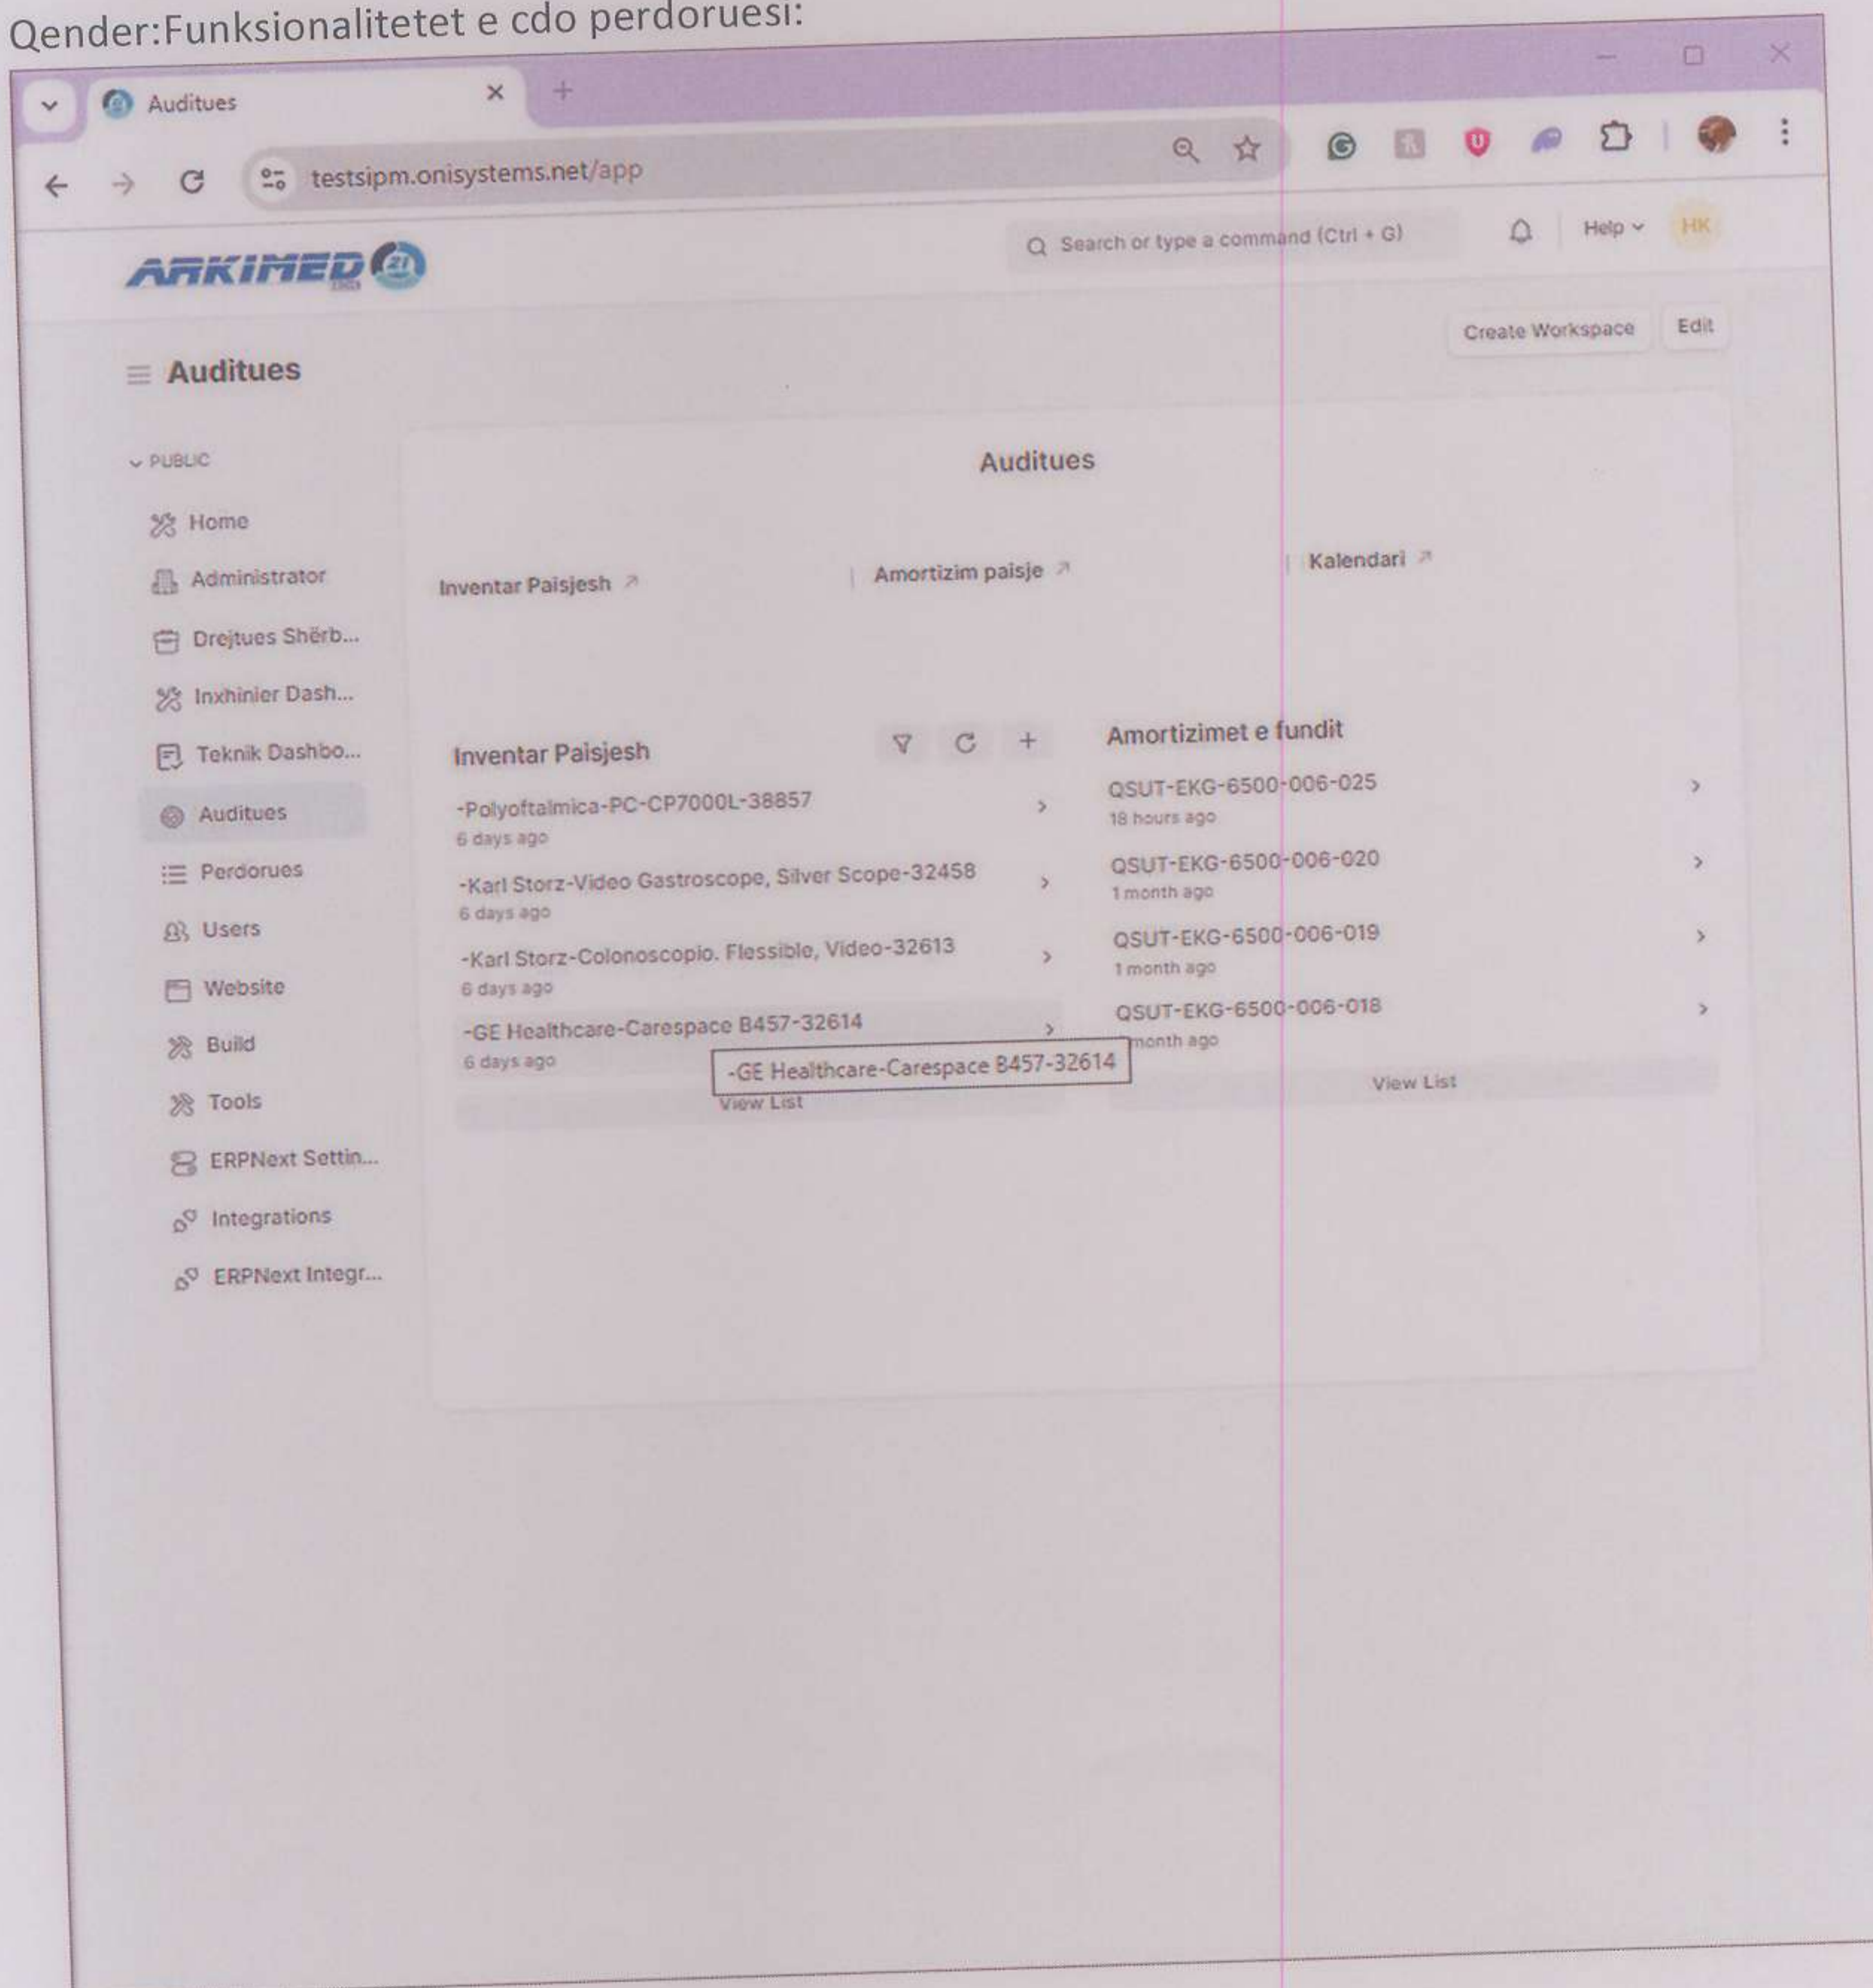 Qender:Funksionalitetet e cdo perdoruesi:
Auditues
testsipm.onisystems.net/app
ARKIMED 21
Search or type a command (Ctrl + G)
Help
HK
Create Workspace
Edit
Auditues
PUBLIC
Home
Administrator
Drejtues Shërb...
Inxhinier Dash...
Teknik Dashbo...
Auditues
Perdorues
Users
Website
Build
Tools
ERPNext Settin...
Integrations
ERPNext Integr...
Auditues
Inventar Paisjesh
Amortizim paisje
Kalendari
Inventar Paisjesh
-Polyoftalmica-PC-CP7000L-38857
6 days ago
-Karl Storz-Video Gastroscope, Silver Scope-32458
6 days ago
-Karl Storz-Colonoscopio. Flessible, Video-32613
6 days ago
-GE Healthcare-Carespace B457-32614
6 days ago
-GE Healthcare-Carespace B457-32614
View List
Amortizimet e fundit
QSUT-EKG-6500-006-025
18 hours ago
QSUT-EKG-6500-006-020
1 month ago
QSUT-EKG-6500-006-019
1 month ago
QSUT-EKG-6500-006-018
month ago
View List